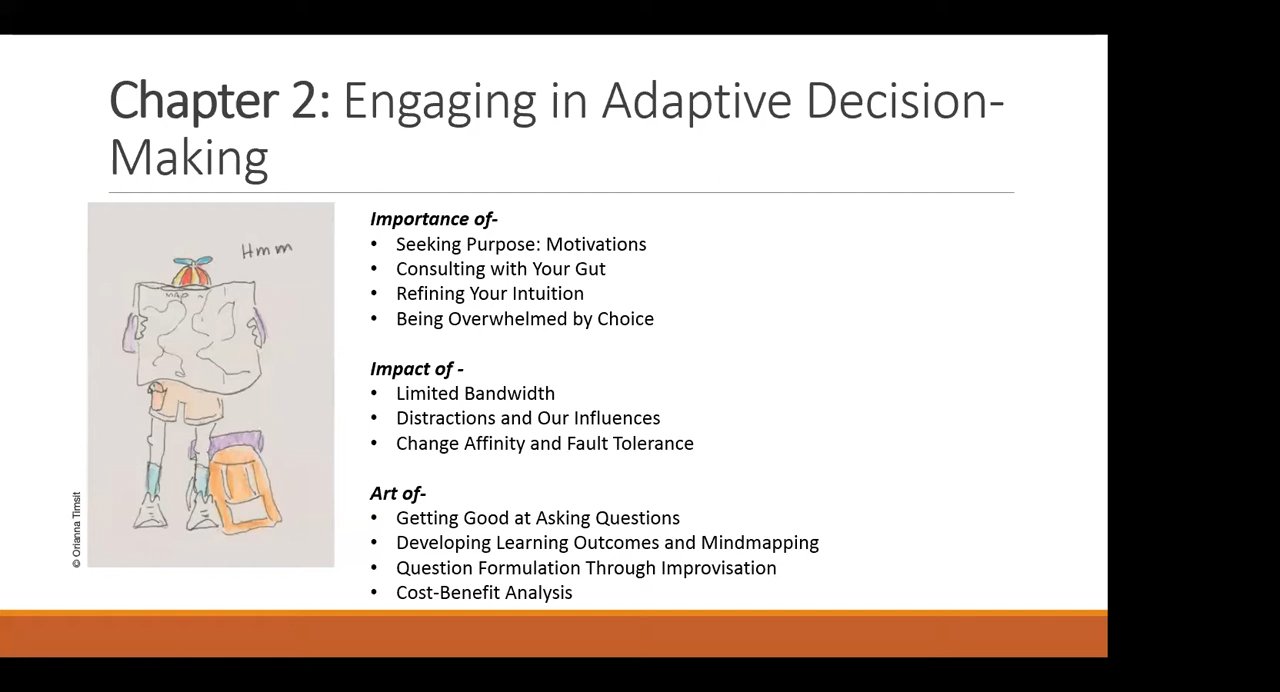 Chapter 2: Engaging in Adaptive Decision-
Making
Hmm
MAP
© Orianna Timsit
Importance of-
• Seeking Purpose: Motivations
• Consulting with Your Gut
• Refining Your Intuition
• Being Overwhelmed by Choice
Impact of -
• Limited Bandwidth
• Distractions and Our Influences
• Change Affinity and Fault Tolerance
Art of-
• Getting Good at Asking Questions
• Developing Learning Outcomes and Mindmapping
• Question Formulation Through Improvisation
• Cost-Benefit Analysis